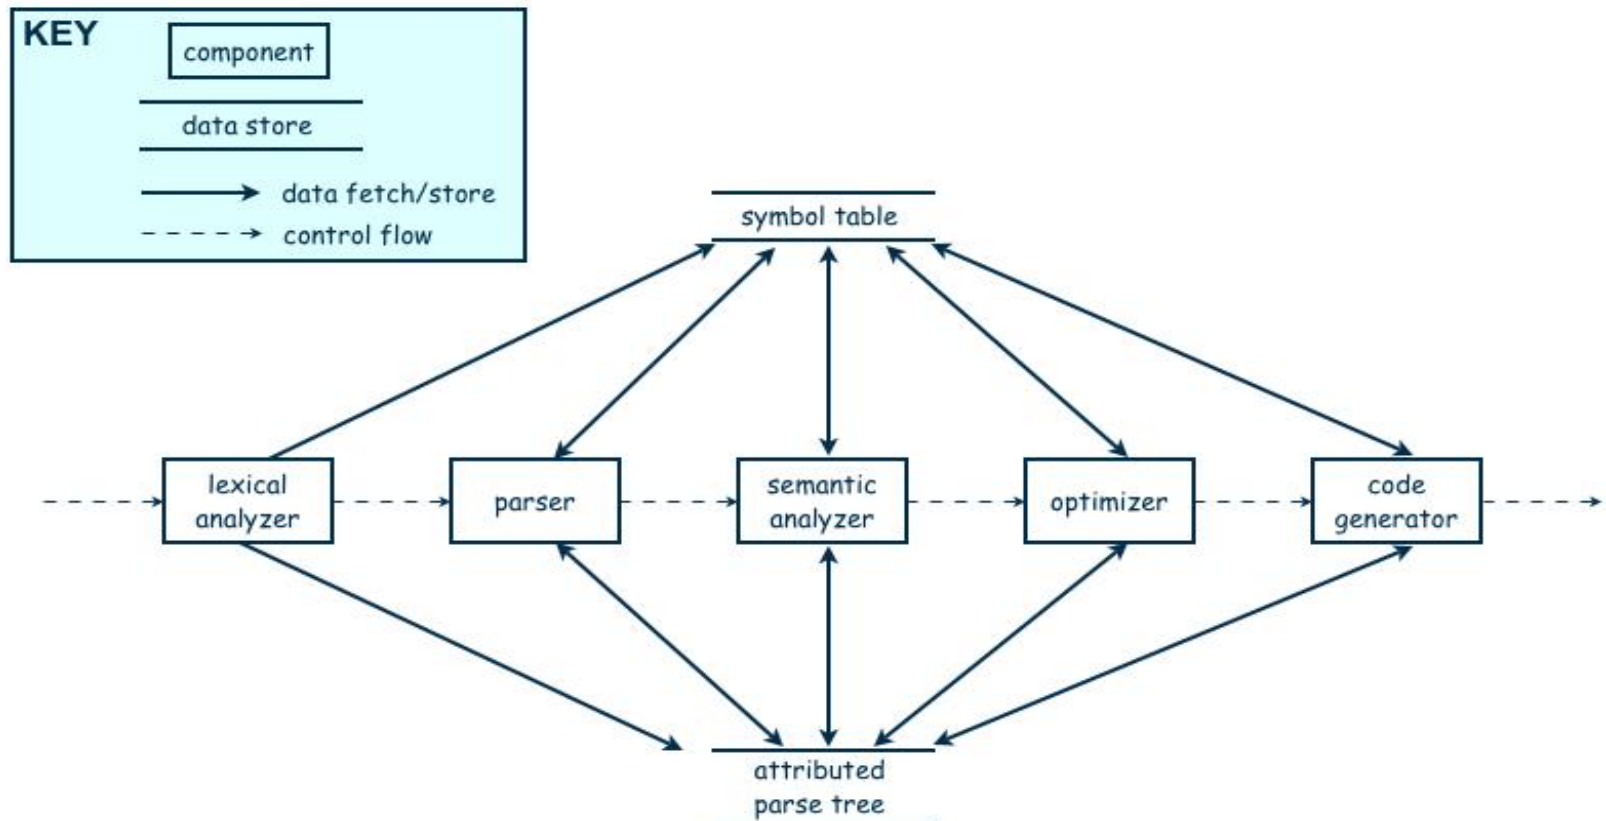 KEY
component
data store
data fetch/store
control flow
symbol table
lexical
analyzer
parser
semantic
analyzer
optimizer
code
generator
attributed
parse tree